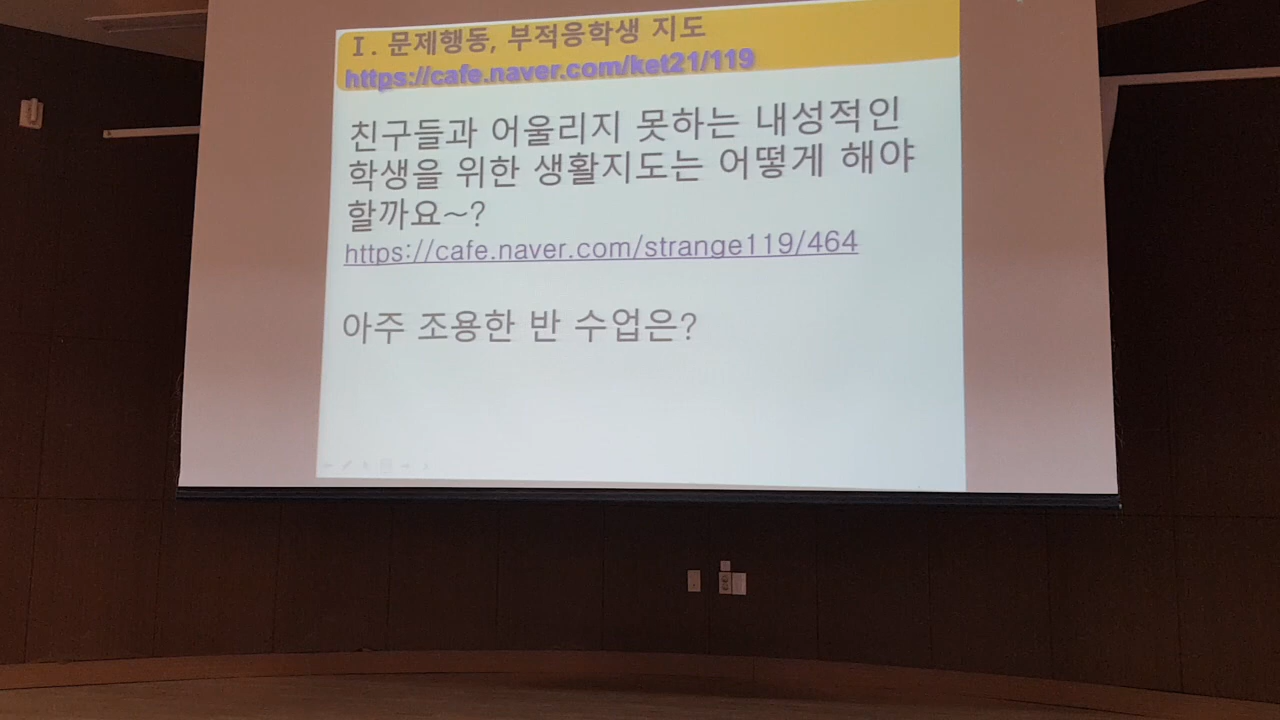 Ⅰ. 문제행동, 부적응학생 지도
https://cafe.naver.com/ket21/119
친구들과 어울리지 못하는 내성적인
학생을 위한 생활지도는 어떻게 해야
할까요~?
https://cafe.naver.com/strange119/464
아주 조용한 반 수업은?